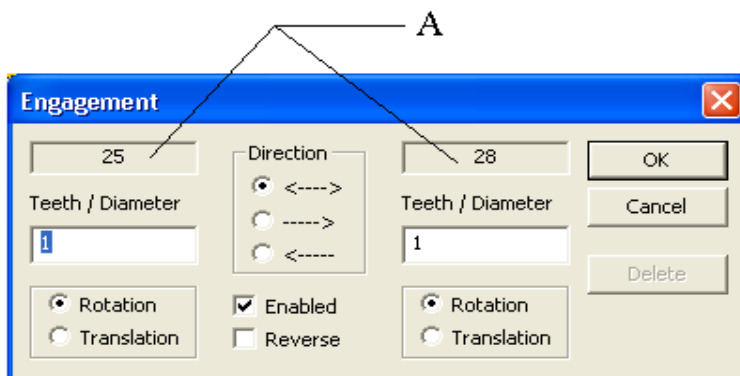 A
Engagement
25 Direction 28 OK
<---->
Teeth / Diameter Teeth / Diameter Cancel
----->
1 1
<-----
Delete
Rotation Enabled Rotation
Translation Reverse Translation